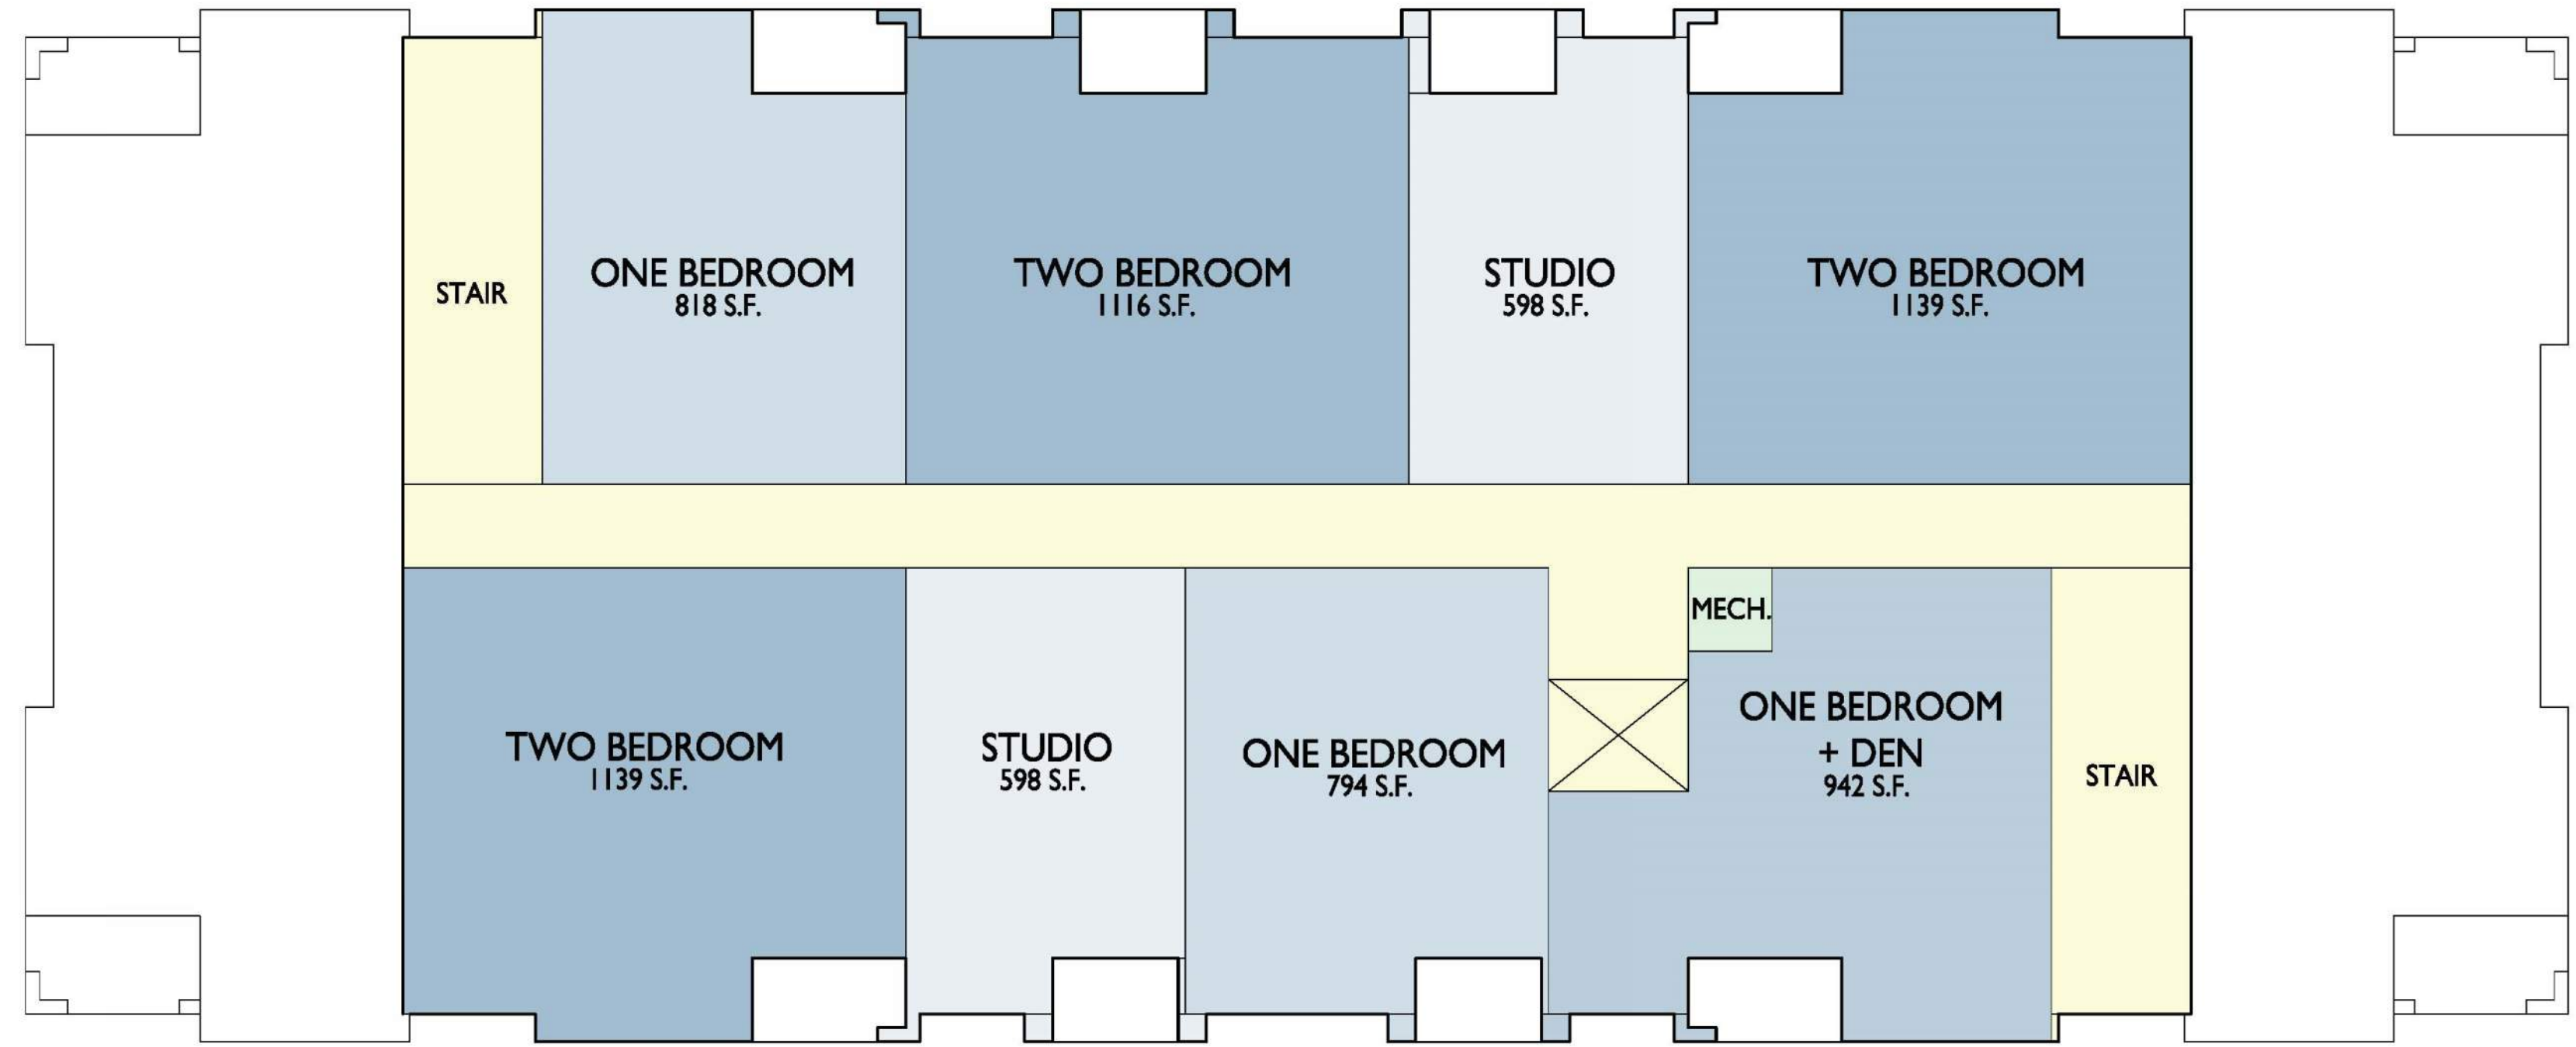 STAIR
ONE BEDROOM
818 S.F.
TWO BEDROOM
1116 S.F.
STUDIO
598 S.F.
TWO BEDROOM
1139 S.F.
TWO BEDROOM
1139 S.F.
STUDIO
598 S.F.
ONE BEDROOM
794 S.F.
MECH.
ONE BEDROOM
+ DEN
942 S.F.
STAIR